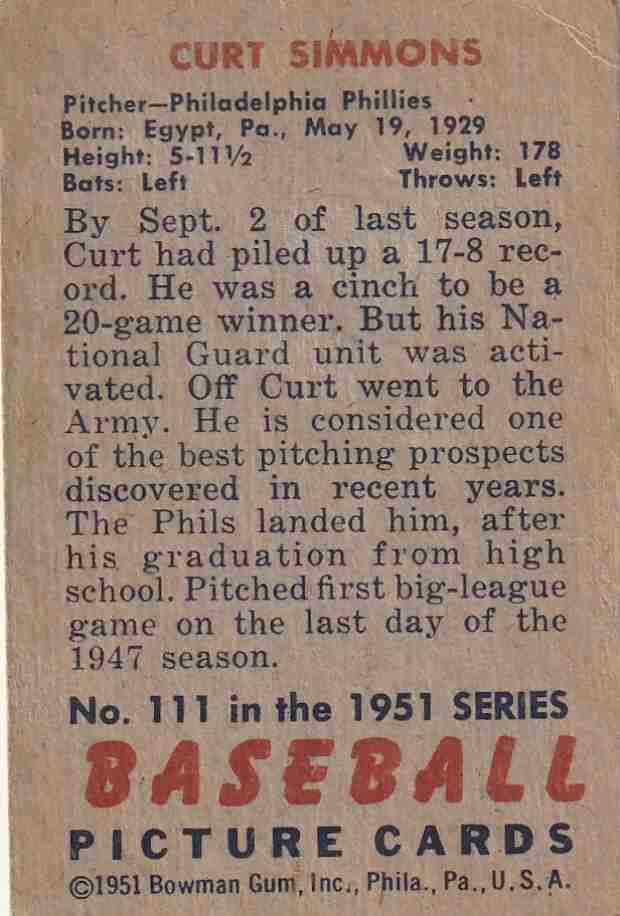 CURT SIMMONS
Pitcher—Philadelphia Phillies
Born: Egypt, Pa., May 19, 1929
Height: 5-11½ Weight: 178
Bats: Left Throws: Left
By Sept. 2 of last season,
Curt had piled up a 17-8 rec-
ord. He was a cinch to be a
20-game winner. But his Na-
tional Guard unit was acti-
vated. Off Curt went to the
Army. He is considered one
of the best pitching prospects
discovered in recent years.
The Phils landed him, after
his graduation from high
school. Pitched first big-league
game on the last day of the
1947 season.
No. 111 in the 1951 SERIES
BASEBALL
PICTURE CARDS
©1951 Bowman Gum, Inc., Phila., Pa., U.S.A.